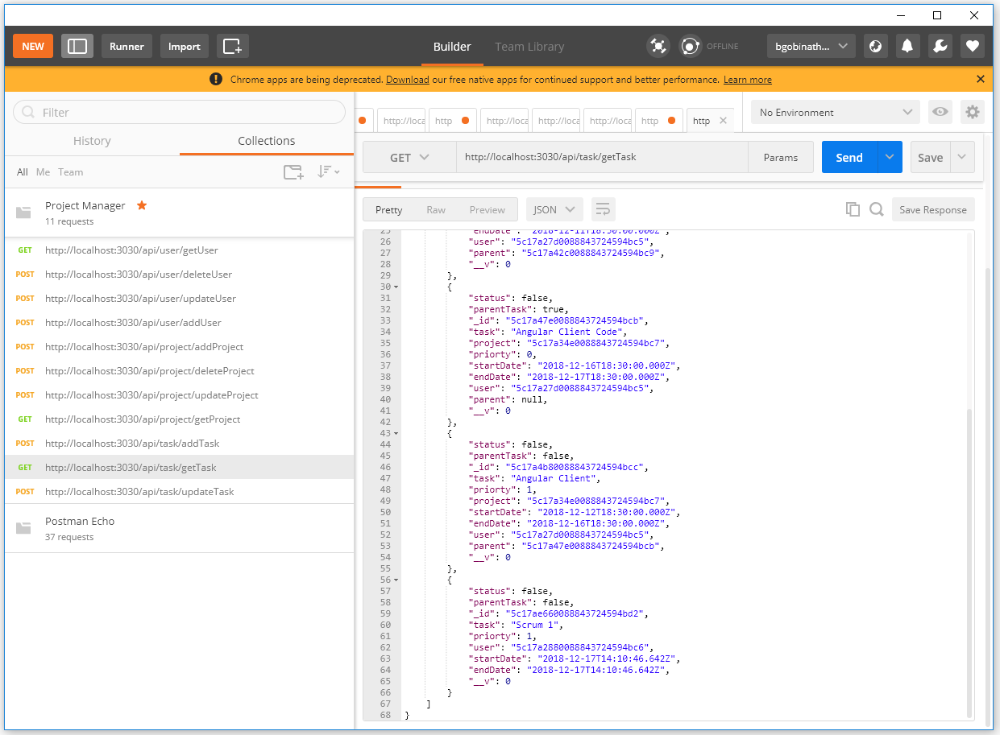 NEW
Runner
Import
Builder
Team Library
OFFLINE
bgobinath...
Chrome apps are being deprecated. Download our free native apps for continued support and better performance. Learn more
Filter
History
Collections
All Me Team
Project Manager
11 requests
GET http://localhost:3030/api/user/getUser
POST http://localhost:3030/api/user/deleteUser
POST http://localhost:3030/api/user/updateUser
POST http://localhost:3030/api/user/addUser
POST http://localhost:3030/api/project/addProject
POST http://localhost:3030/api/project/deleteProject
POST http://localhost:3030/api/project/updateProject
GET http://localhost:3030/api/project/getProject
POST http://localhost:3030/api/task/addTask
GET http://localhost:3030/api/task/getTask
POST http://localhost:3030/api/task/updateTask
Postman Echo
37 requests
http://loca http http://loca http://loca http://loca http http
No Environment
GET http://localhost:3030/api/task/getTask Params Send Save
Pretty Raw Preview JSON Save Response
25 "endDate": "2018-12-11T18:30:00.000Z",
26 "user": "5c17a27d0088843724594bc5",
27 "parent": "5c17a42c0088843724594bc9",
28 "__v": 0
29 },
30 {
31 "status": false,
32 "parentTask": true,
33 "_id": "5c17a47e0088843724594bcb",
34 "task": "Angular Client Code",
35 "project": "5c17a34e0088843724594bc7",
36 "priorty": 0,
37 "startDate": "2018-12-16T18:30:00.000Z",
38 "endDate": "2018-12-17T18:30:00.000Z",
39 "user": "5c17a27d0088843724594bc5",
40 "parent": null,
41 "__v": 0
42 },
43 {
44 "status": false,
45 "parentTask": false,
46 "_id": "5c17a4b80088843724594bcc",
47 "task": "Angular Client",
48 "priorty": 1,
49 "project": "5c17a34e0088843724594bc7",
50 "startDate": "2018-12-12T18:30:00.000Z",
51 "endDate": "2018-12-16T18:30:00.000Z",
52 "user": "5c17a27d0088843724594bc5",
53 "parent": "5c17a47e0088843724594bcb",
54 "__v": 0
55 },
56 {
57 "status": false,
58 "parentTask": false,
59 "_id": "5c17ae660088843724594bd2",
60 "task": "Scrum 1",
61 "priorty": 1,
62 "user": "5c17a2880088843724594bc6",
63 "startDate": "2018-12-17T14:10:46.642Z",
64 "endDate": "2018-12-17T14:10:46.642Z",
65 "__v": 0
66 }
67 ]
68 }